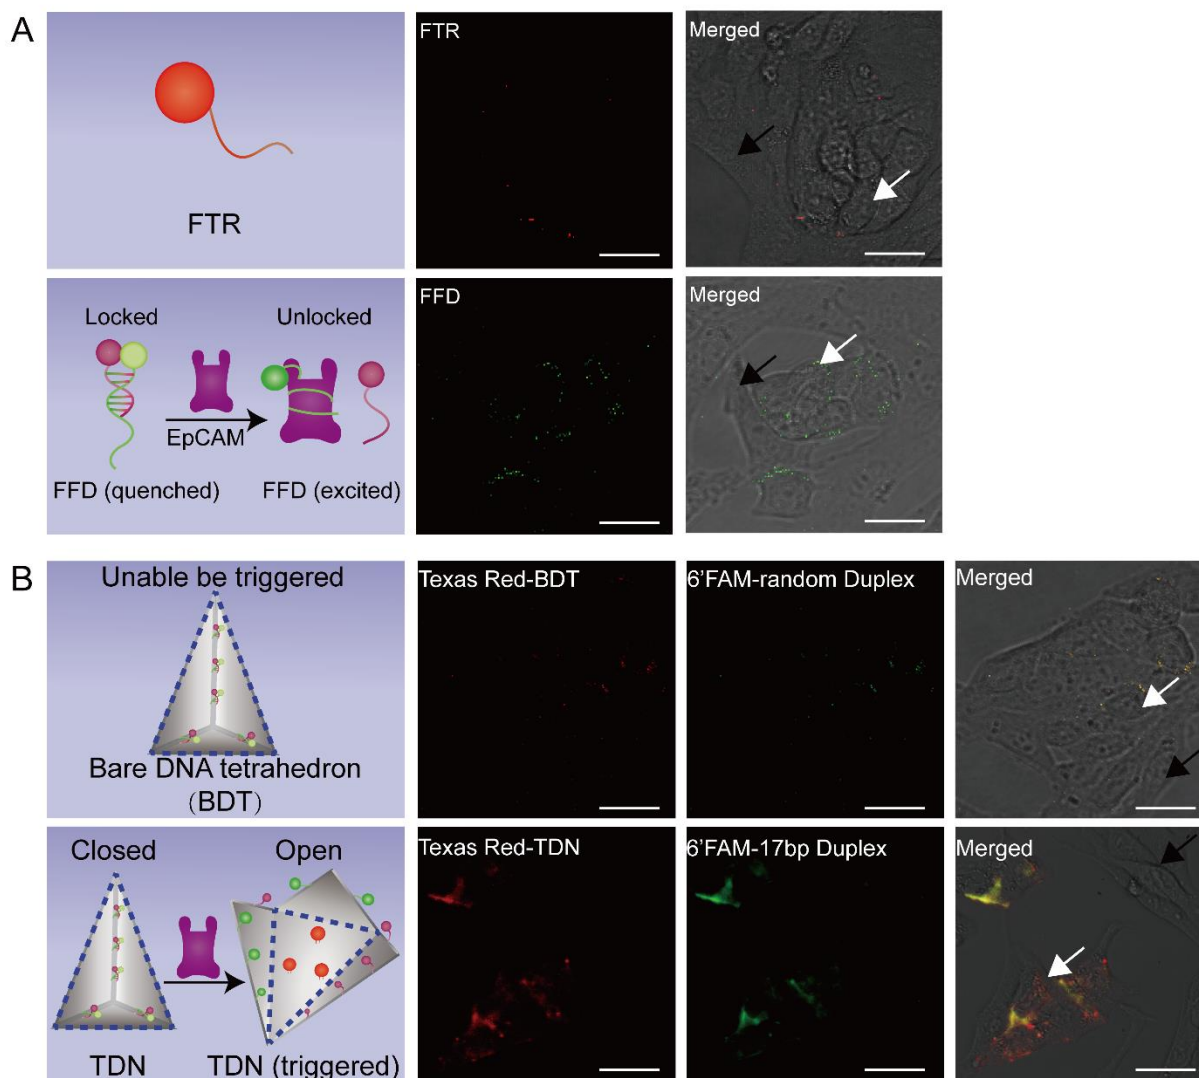 A
FTR
FTR
Merged
Locked
Unlocked
EpCAM
FFD (quenched)
FFD (excited)
FFD
Merged
B
Unable be triggered
Bare DNA tetrahedron
(BDT)
Texas Red-BDT
6’FAM-random Duplex
Merged
Closed
Open
TDN
TDN (triggered)
Texas Red-TDN
6’FAM-17bp Duplex
Merged